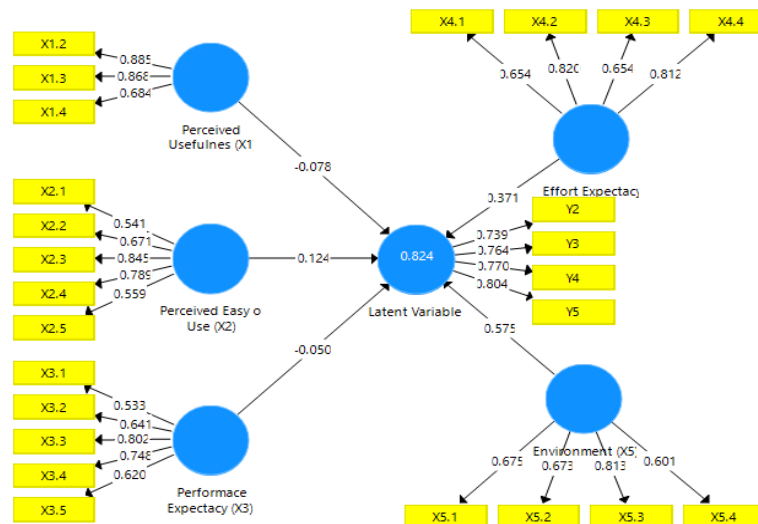 X1.2
X1.3
X1.4
0.885
0.868
0.684
Perceived
Usefulnes (X1
-0.078
X4.1
X4.2
X4.3
X4.4
0.654
0.820
0.654
0.812
Effort Expectacy
0.371
X2.1
X2.2
X2.3
X2.4
X2.5
0.541
0.671
0.845
0.789
0.559
Perceived Easy o
Use (X2)
0.124
0.824
Latent Variable
0.739
0.764
0.770
0.804
Y2
Y3
Y4
Y5
X3.1
X3.2
X3.3
X3.4
X3.5
0.533
0.641
0.802
0.748
0.620
Performace
Expectacy (X3)
-0.050
0.575
Environment (X5)
0.675
0.673
0.813
0.601
X5.1
X5.2
X5.3
X5.4